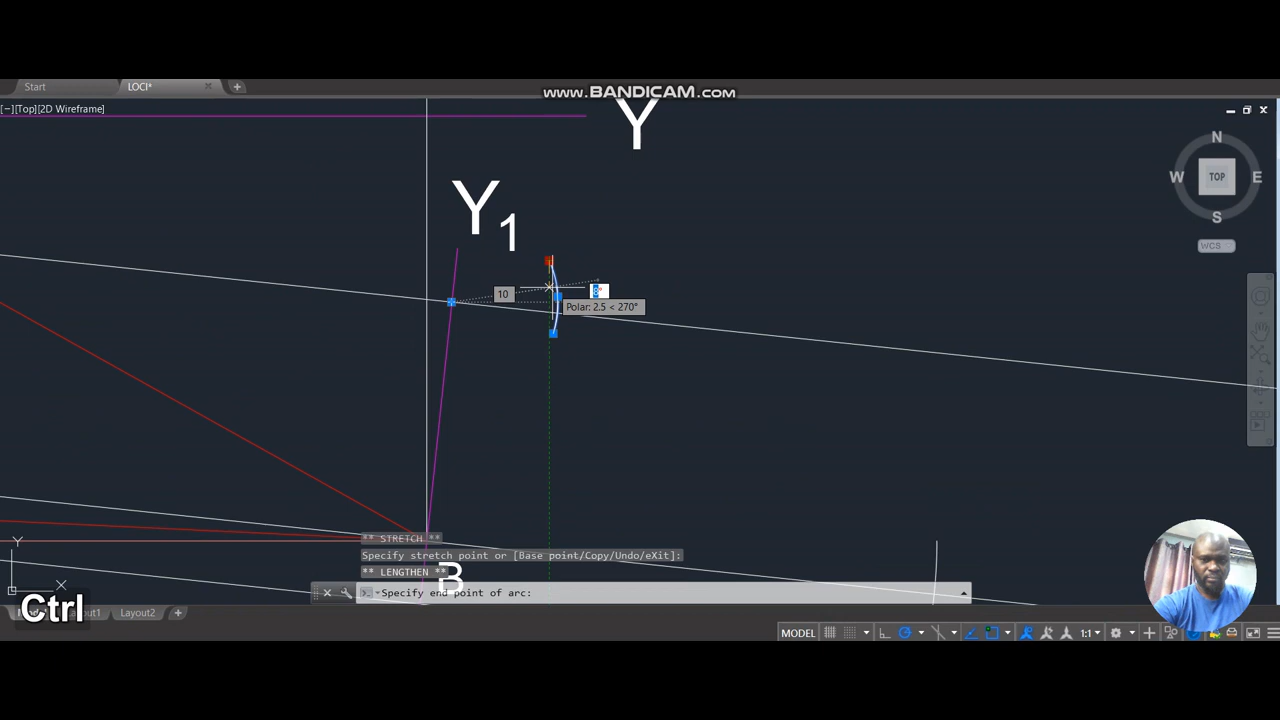 Start
LOCI*
www.BANDICAM.com
[−][Top][2D Wireframe]
Y
N
W
TOP
E
S
WCS
Y1
10
Polar: 2.5 < 270°
** STRETCH **
Specify stretch point or [Base point/Copy/Undo/eXit]:
** LENGTHEN **
B
Specify end point of arc:
Y
X
Ctrl
Layout2
MODEL
1:1